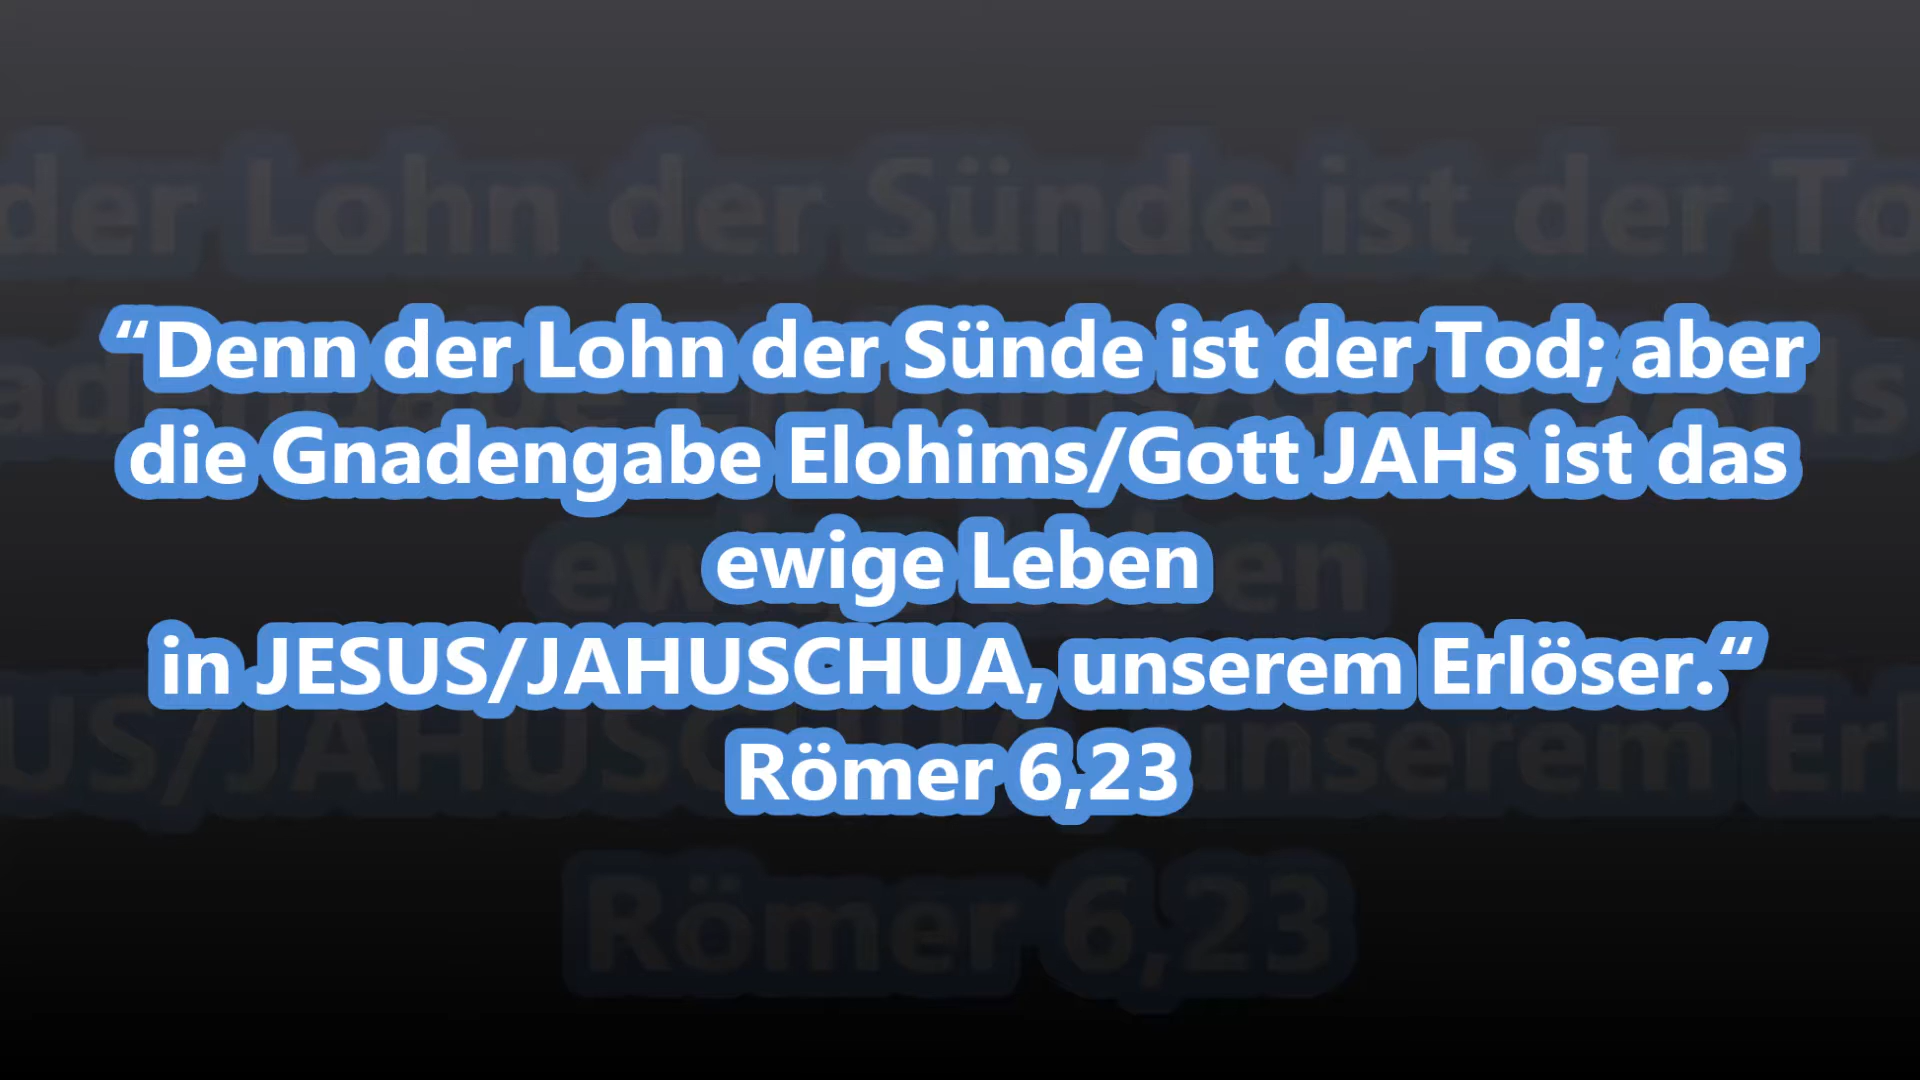 “Denn der Lohn der Sünde ist der Tod; aber
die Gnadengabe Elohims/Gott JAHs ist das
ewige Leben
in JESUS/JAHUSCHUA, unserem Erlöser.“
Römer 6,23